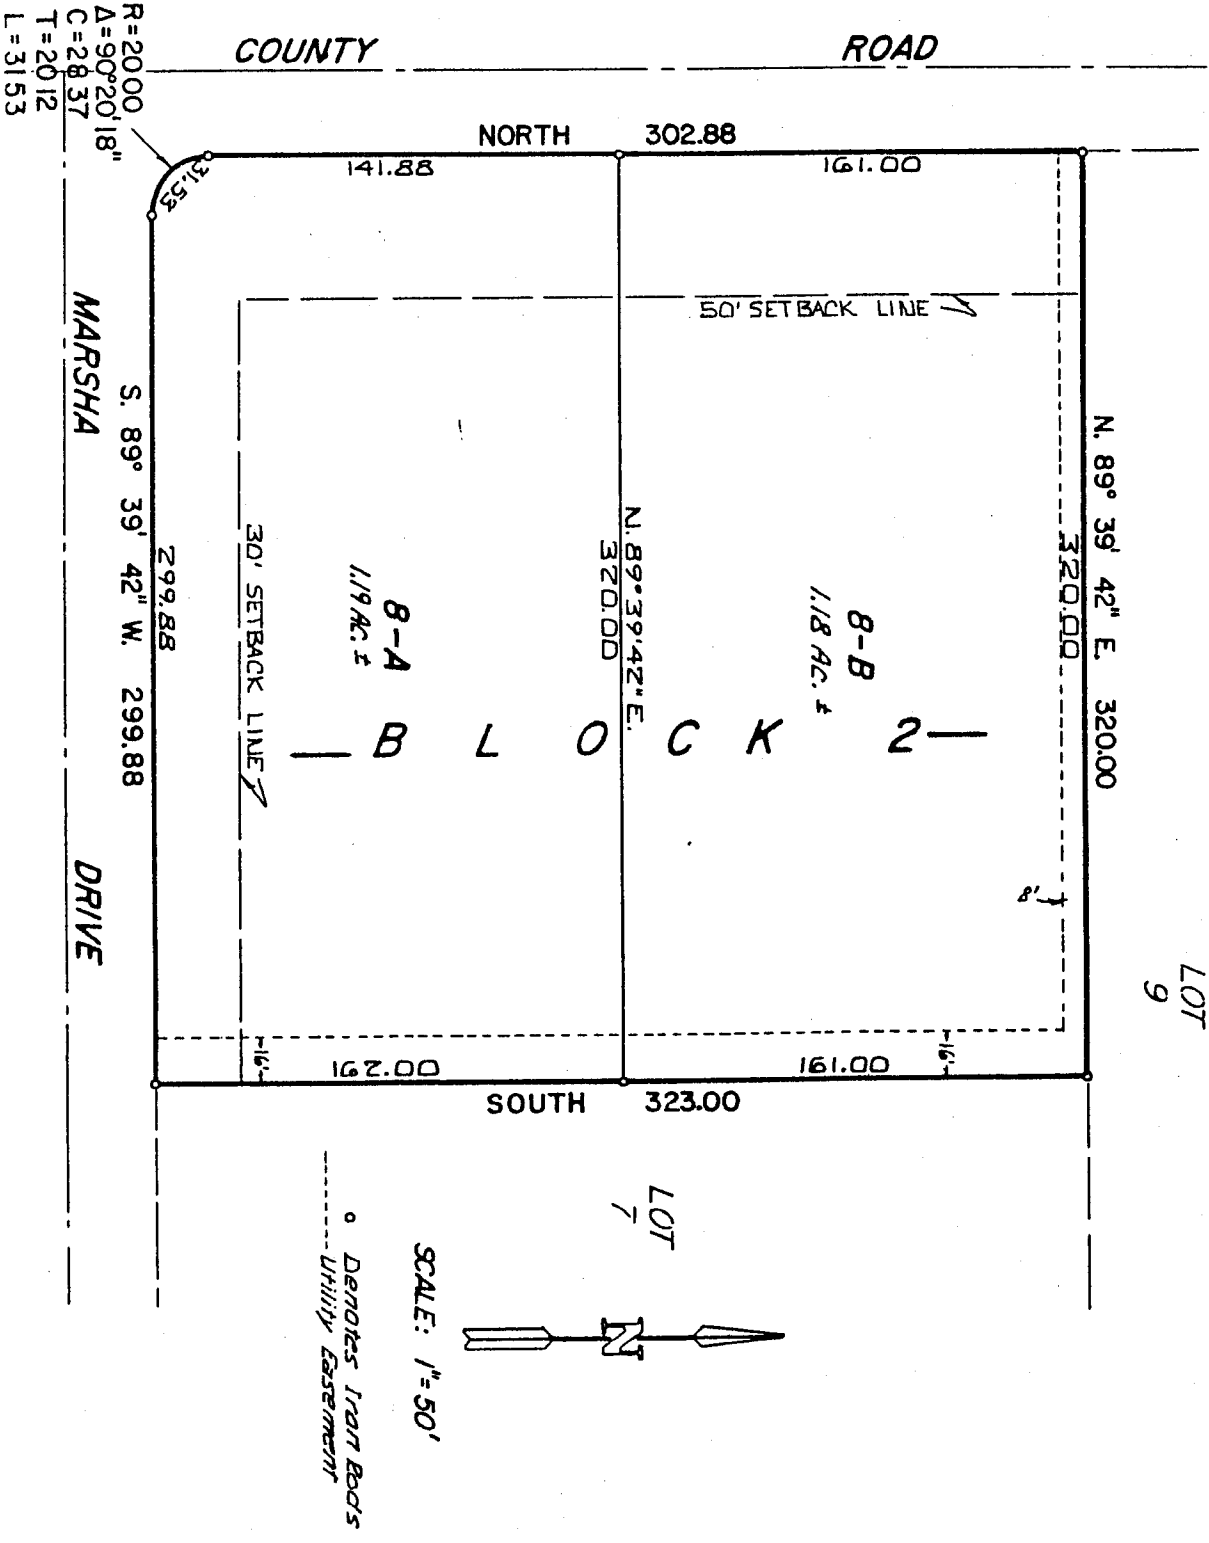 COUNTY ROAD
R=20.00
Δ=90°20'18"
C=28.37
T=20.12
L=31.53
NORTH 302.88
141.88
161.00
31.53
50' SETBACK LINE
N. 89° 39' 42" E. 320.00
320.00
8-B
1.18 AC. ±
N. 89°39'42" E.
320.00
8-A
1.19 AC. ±
— BLOCK 2 —
30' SETBACK LINE
299.88
S. 89° 39' 42" W. 299.88
MARSHA DRIVE
8'
16'
16'
162.00
161.00
SOUTH 323.00
LOT
9
LOT
7
N
SCALE: 1"=50'
o Denotes Iron Rods
------- Utility Easement